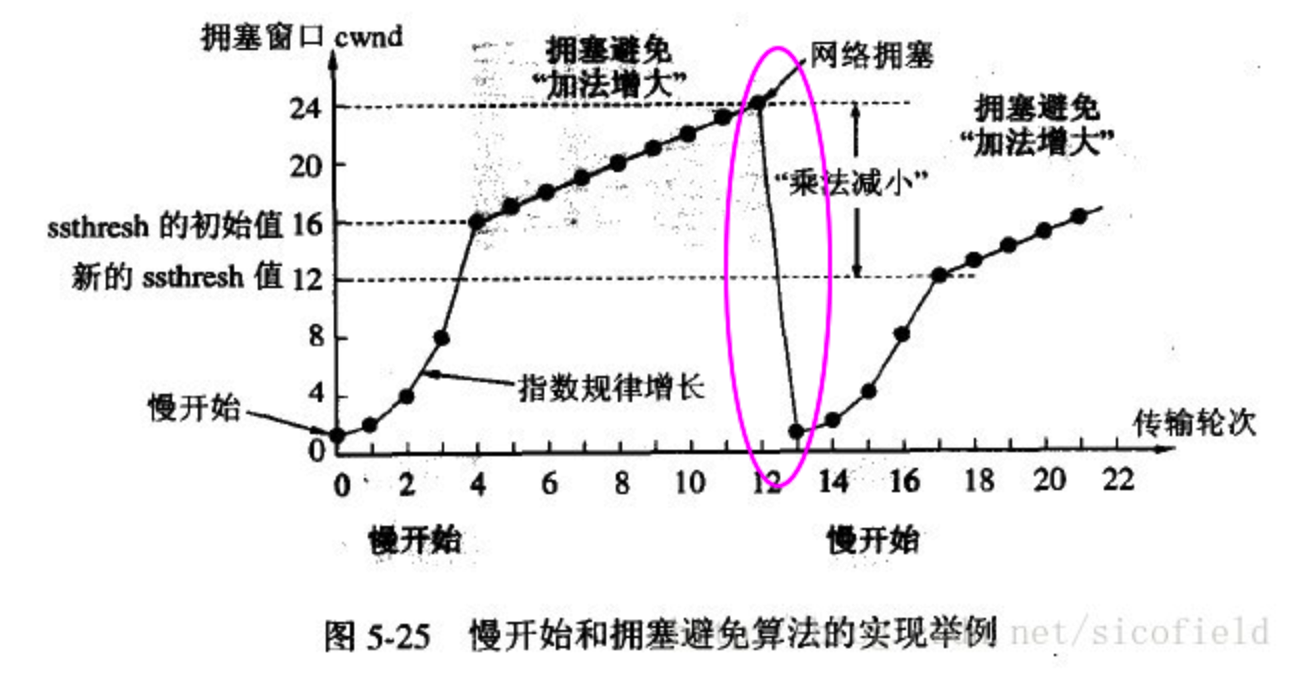 拥塞窗口 cwnd
拥塞避免
“加法增大”
网络拥塞
24
拥塞避免
“加法增大”
20
“乘法减小”
ssthresh 的初始值 16
新的 ssthresh 值 12
8
4
指数规律增长
慢开始
0
传输轮次
0 2 4 6 8 10 12 14 16 18 20 22
慢开始
慢开始
图 5-25 慢开始和拥塞避免算法的实现举例
net/sicofield